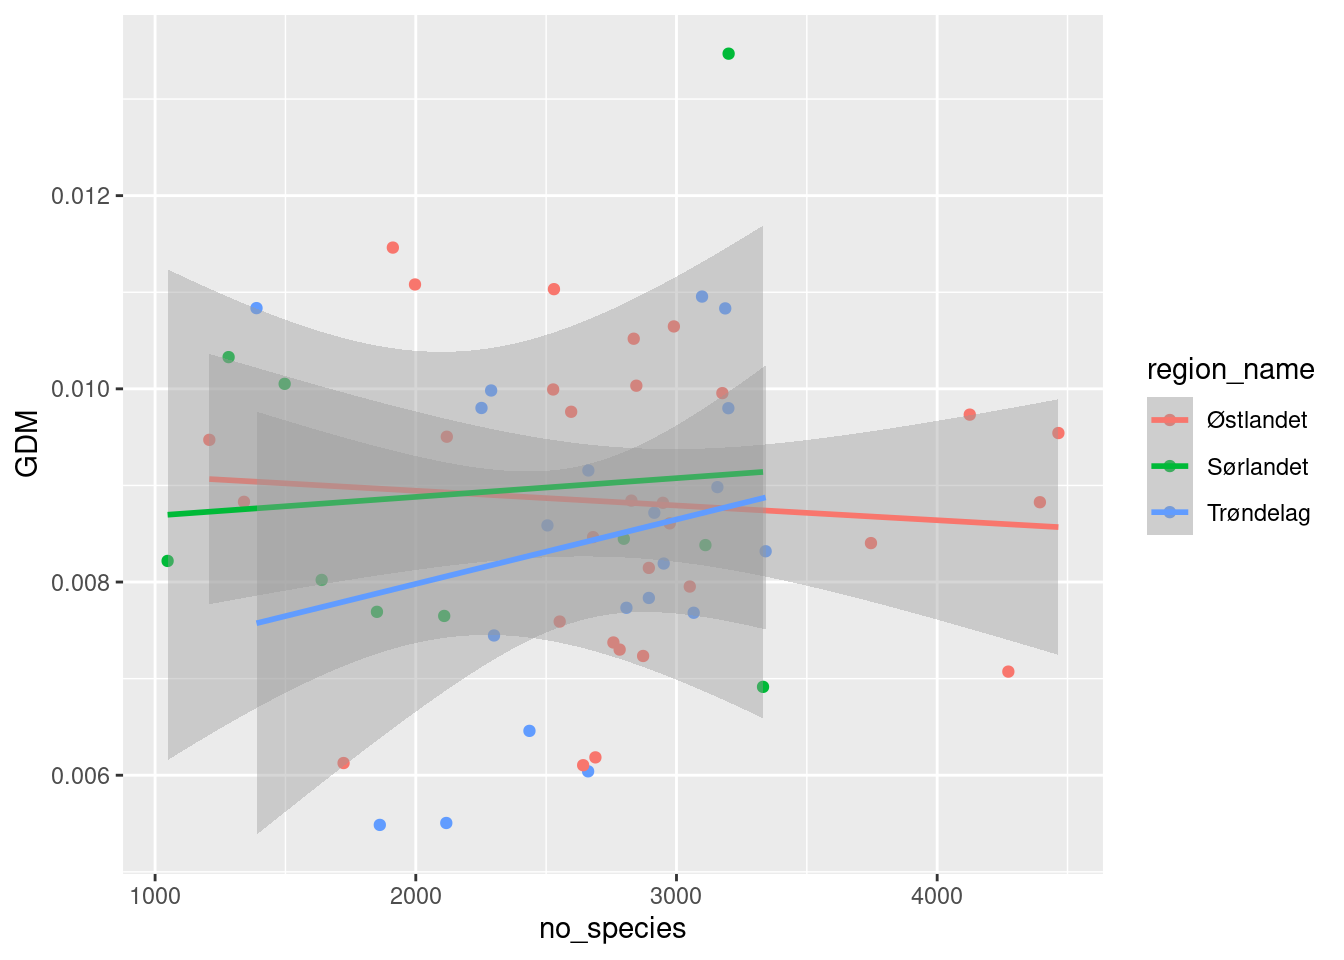 0.012
0.010
0.008
0.006
GDM
1000 2000 3000 4000
no_species
region_name
Østlandet
Sørlandet
Trøndelag